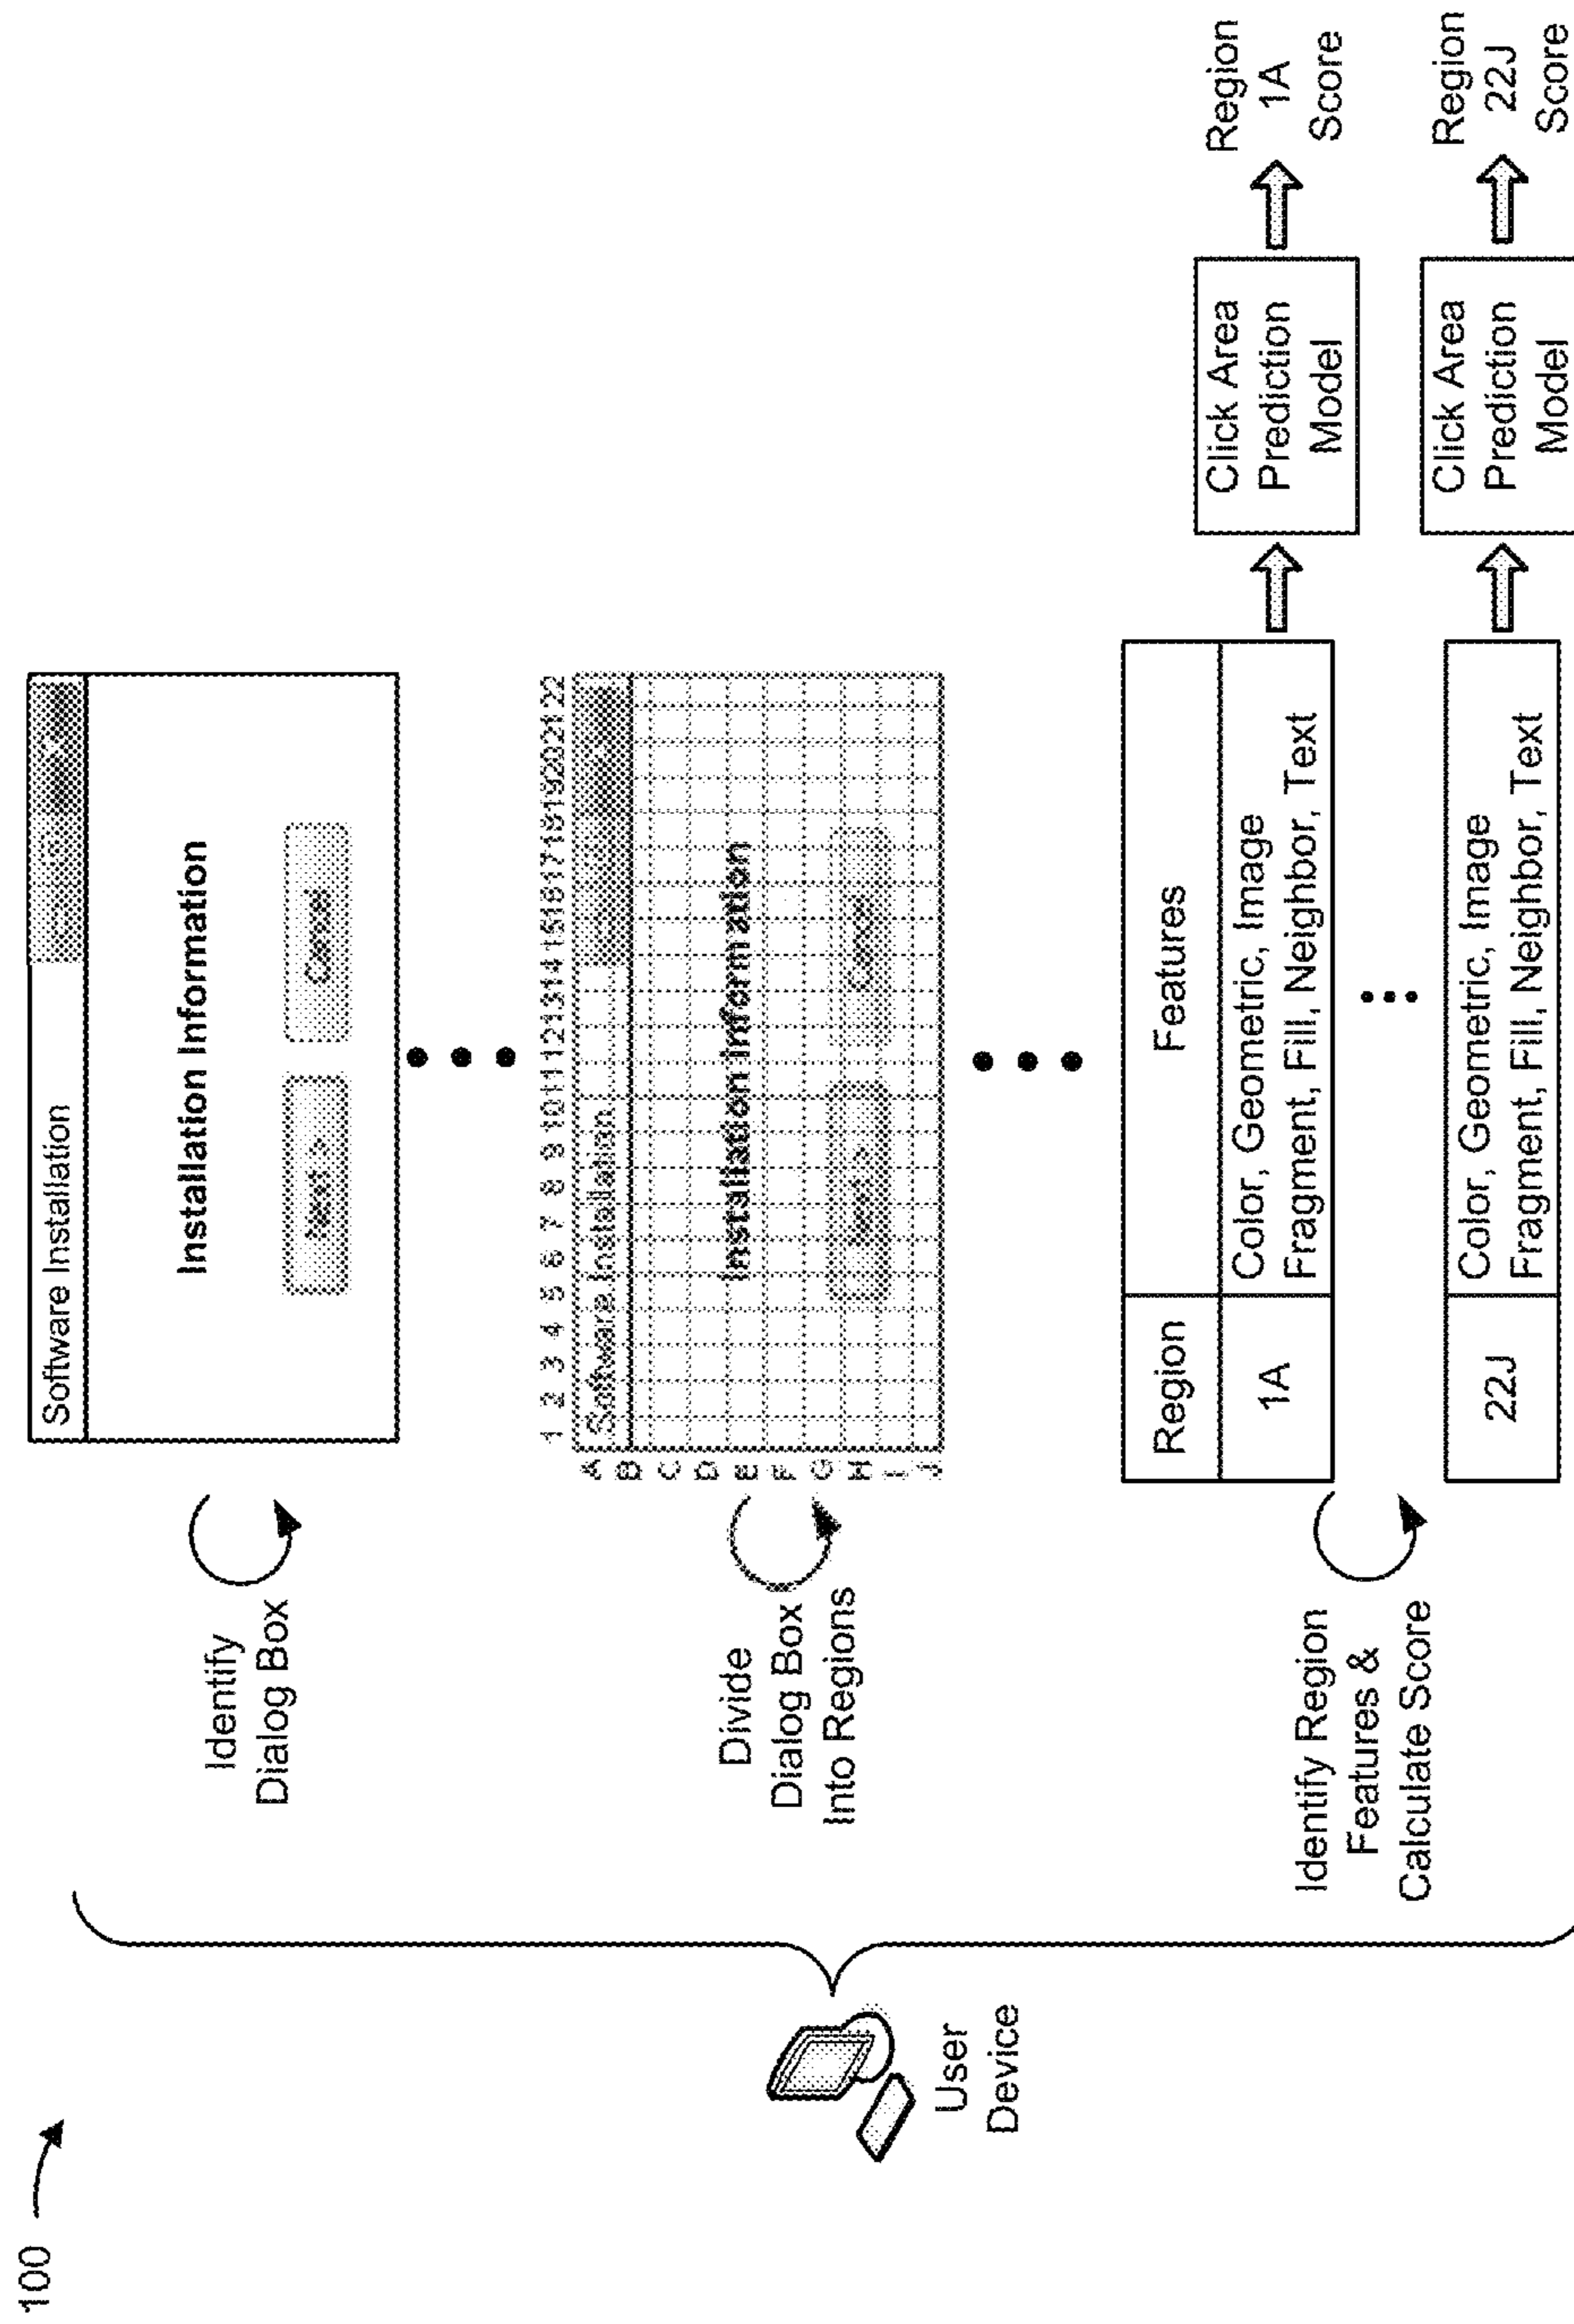 100
User
Device
Identify
Dialog Box
Software Installation
Installation Information
Next >
Cancel
Divide
Dialog Box
Into Regions
1 2 3 4 5 6 7 8 9 10 11 12 13 14 15 16 17 18 19 20 21 22
A
B
C
D
E
F
G
H
I
J
Software Installation
Installation Information
Next >
Cancel
Identify Region
Features &
Calculate Score
Region
Features
1A
Color, Geometric, Image
Fragment, Fill, Neighbor, Text
Click Area
Prediction
Model
Region
1A
Score
22J
Color, Geometric, Image
Fragment, Fill, Neighbor, Text
Click Area
Prediction
Model
Region
22J
Score